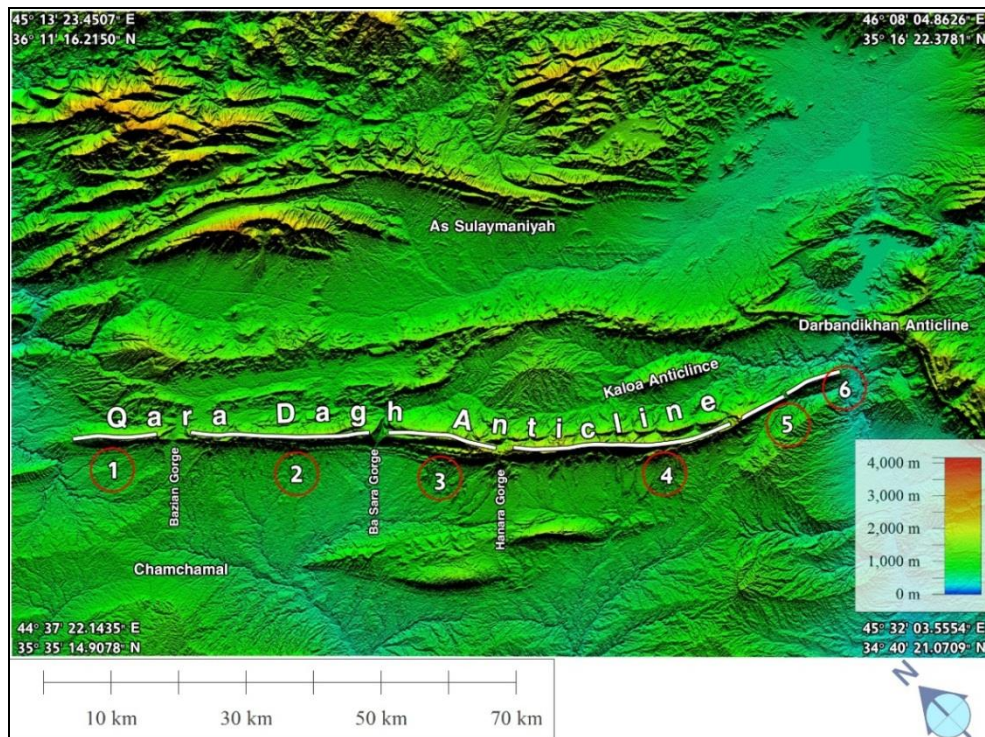 45° 13' 23.4507" E
36° 11' 16.2150" N
46° 08' 04.8626" E
35° 16' 22.3781" N
As Sulaymaniyah
Darbandikhan Anticline
Kaloa Anticlince
Qara Dagh Anticline
1
2
3
4
5
6
Bazian Gorge
Ba Sara Gorge
Hanara Gorge
Chamchamal
4,000 m
3,000 m
2,000 m
1,000 m
0 m
44° 37' 22.1435" E
35° 35' 14.9078" N
45° 32' 03.5554" E
34° 40' 21.0709" N
10 km
30 km
50 km
70 km
N